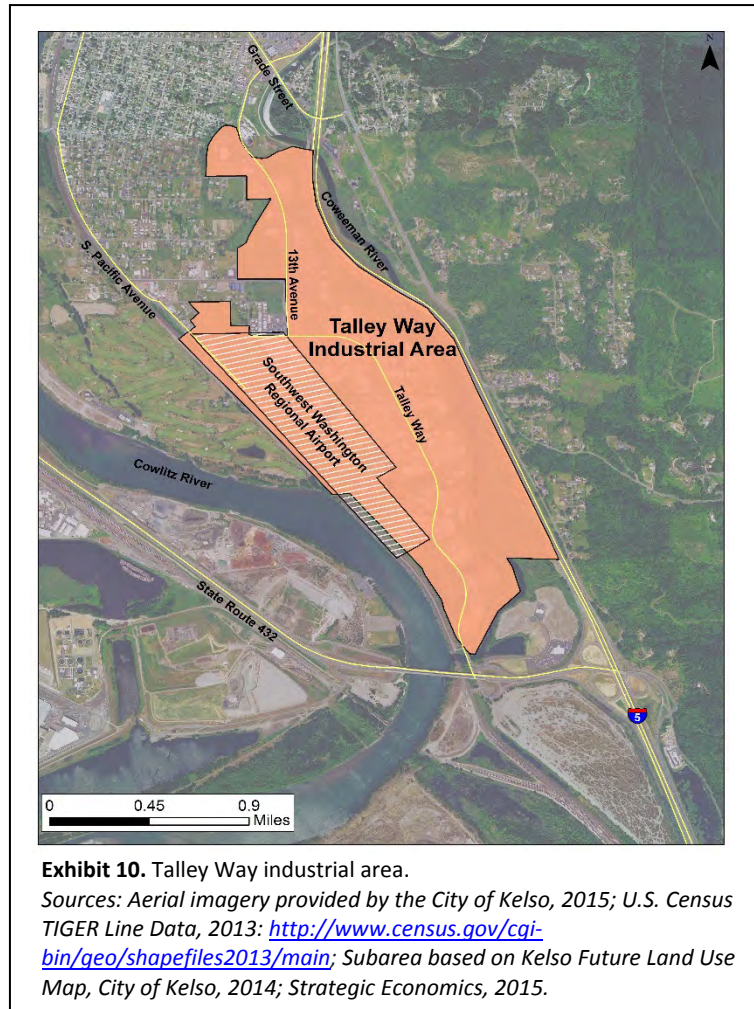 N
Grade Street
Coweeman River
S. Pacific Avenue
13th Avenue
Talley Way
Industrial Area
Southwest Washington
Regional Airport
Talley Way
Cowlitz River
State Route 432
5
0 0.45 0.9
Miles
Exhibit 10. Talley Way industrial area.
Sources: Aerial imagery provided by the City of Kelso, 2015; U.S. Census
TIGER Line Data, 2013: http://www.census.gov/cgi-
bin/geo/shapefiles2013/main; Subarea based on Kelso Future Land Use
Map, City of Kelso, 2014; Strategic Economics, 2015.